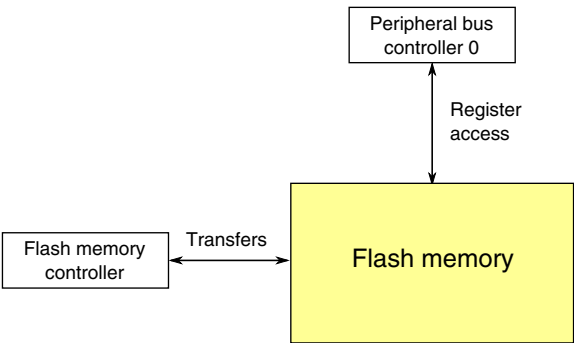 Peripheral bus
controller 0
Register
access
Transfers
Flash memory
controller
Flash memory